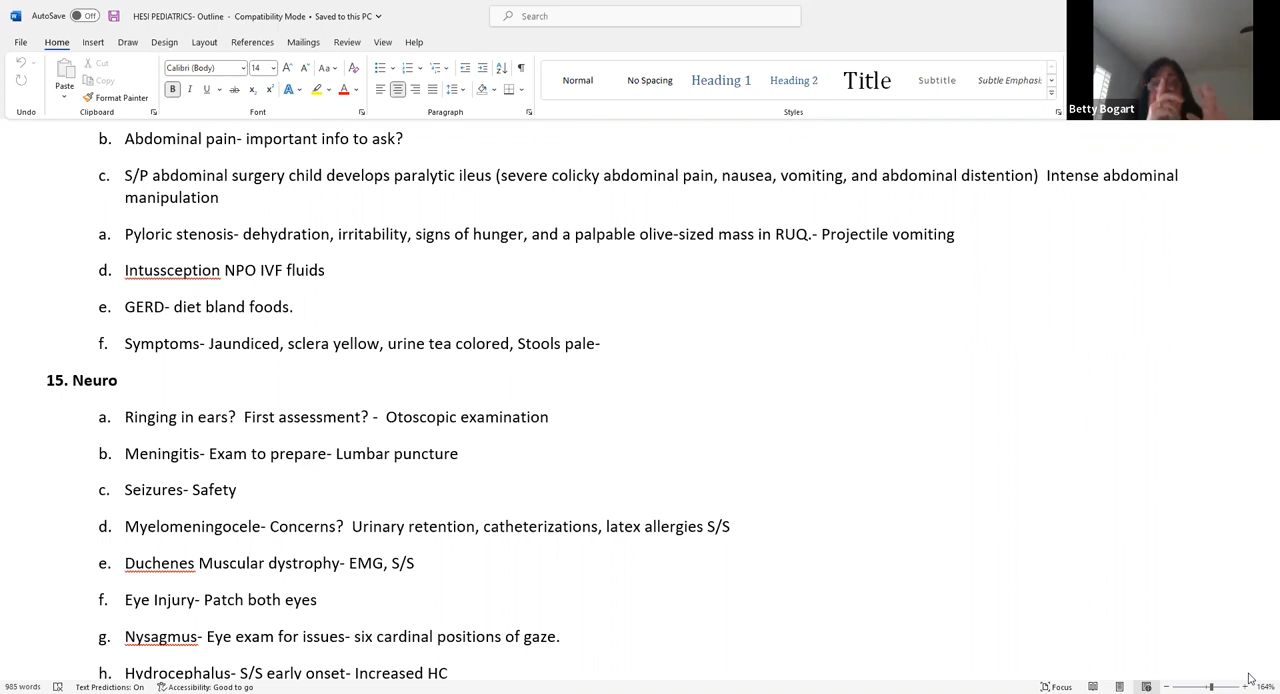 AutoSave Off HESI PEDIATRICS- Outline - Compatibility Mode • Saved to this PC Search
File Home Insert Draw Design Layout References Mailings Review View Help
Cut
Copy
Paste
Format Painter
Calibri (Body) 14
Normal No Spacing Heading 1 Heading 2 Title Subtitle Subtle Emphasi
Undo Clipboard Font Paragraph Styles
Betty Bogart
b. Abdominal pain- important info to ask?
c. S/P abdominal surgery child develops paralytic ileus (severe colicky abdominal pain, nausea, vomiting, and abdominal distention) Intense abdominal
manipulation
a. Pyloric stenosis- dehydration, irritability, signs of hunger, and a palpable olive-sized mass in RUQ.- Projectile vomiting
d. Intussception NPO IVF fluids
e. GERD- diet bland foods.
f. Symptoms- Jaundiced, sclera yellow, urine tea colored, Stools pale-
15. Neuro
a. Ringing in ears? First assessment? - Otoscopic examination
b. Meningitis- Exam to prepare- Lumbar puncture
c. Seizures- Safety
d. Myelomeningocele- Concerns? Urinary retention, catheterizations, latex allergies S/S
e. Duchenes Muscular dystrophy- EMG, S/S
f. Eye Injury- Patch both eyes
g. Nysagmus- Eye exam for issues- six cardinal positions of gaze.
h. Hydrocephalus- S/S early onset- Increased HC
985 words Text Predictions: On Accessibility: Good to go Focus 164%